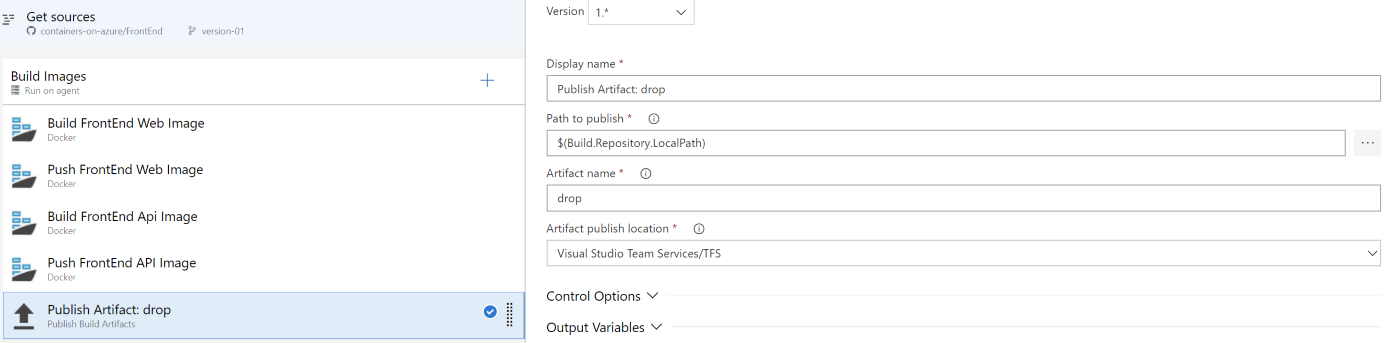 Get sources
containers-on-azure/FrontEnd version-01
Build Images
Run on agent
Build FrontEnd Web Image
Docker
Push FrontEnd Web Image
Docker
Build FrontEnd Api Image
Docker
Push FrontEnd API Image
Docker
Publish Artifact: drop
Publish Build Artifacts
Version 1.*
Display name *
Publish Artifact: drop
Path to publish *
$(Build.Repository.LocalPath)
Artifact name *
drop
Artifact publish location *
Visual Studio Team Services/TFS
Control Options
Output Variables